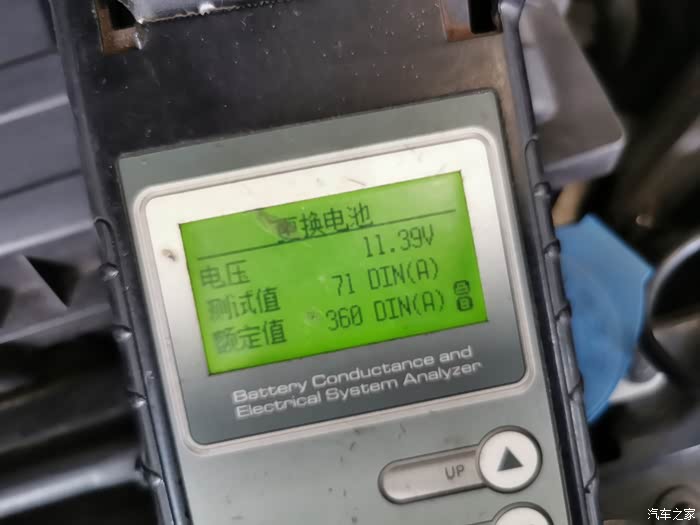 更换电池
电压 11.39V
测试值 71 DIN(A)
额定值 360 DIN(A)
Battery Conductance and
Electrical System Analyzer
UP
汽车之家